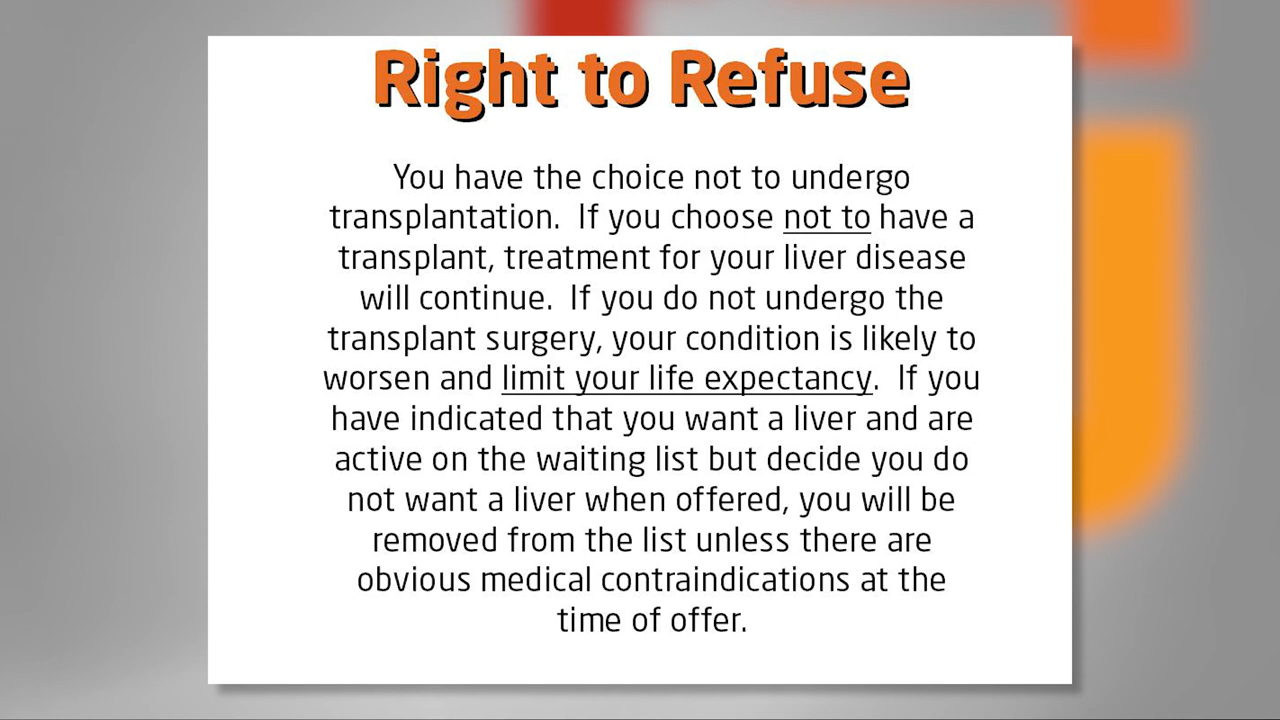 Right to Refuse
You have the choice not to undergo
transplantation.  If you choose not to have a
transplant, treatment for your liver disease
will continue.  If you do not undergo the
transplant surgery, your condition is likely to
worsen and limit your life expectancy.  If you
have indicated that you want a liver and are
active on the waiting list but decide you do
not want a liver when offered, you will be
removed from the list unless there are
obvious medical contraindications at the
time of offer.